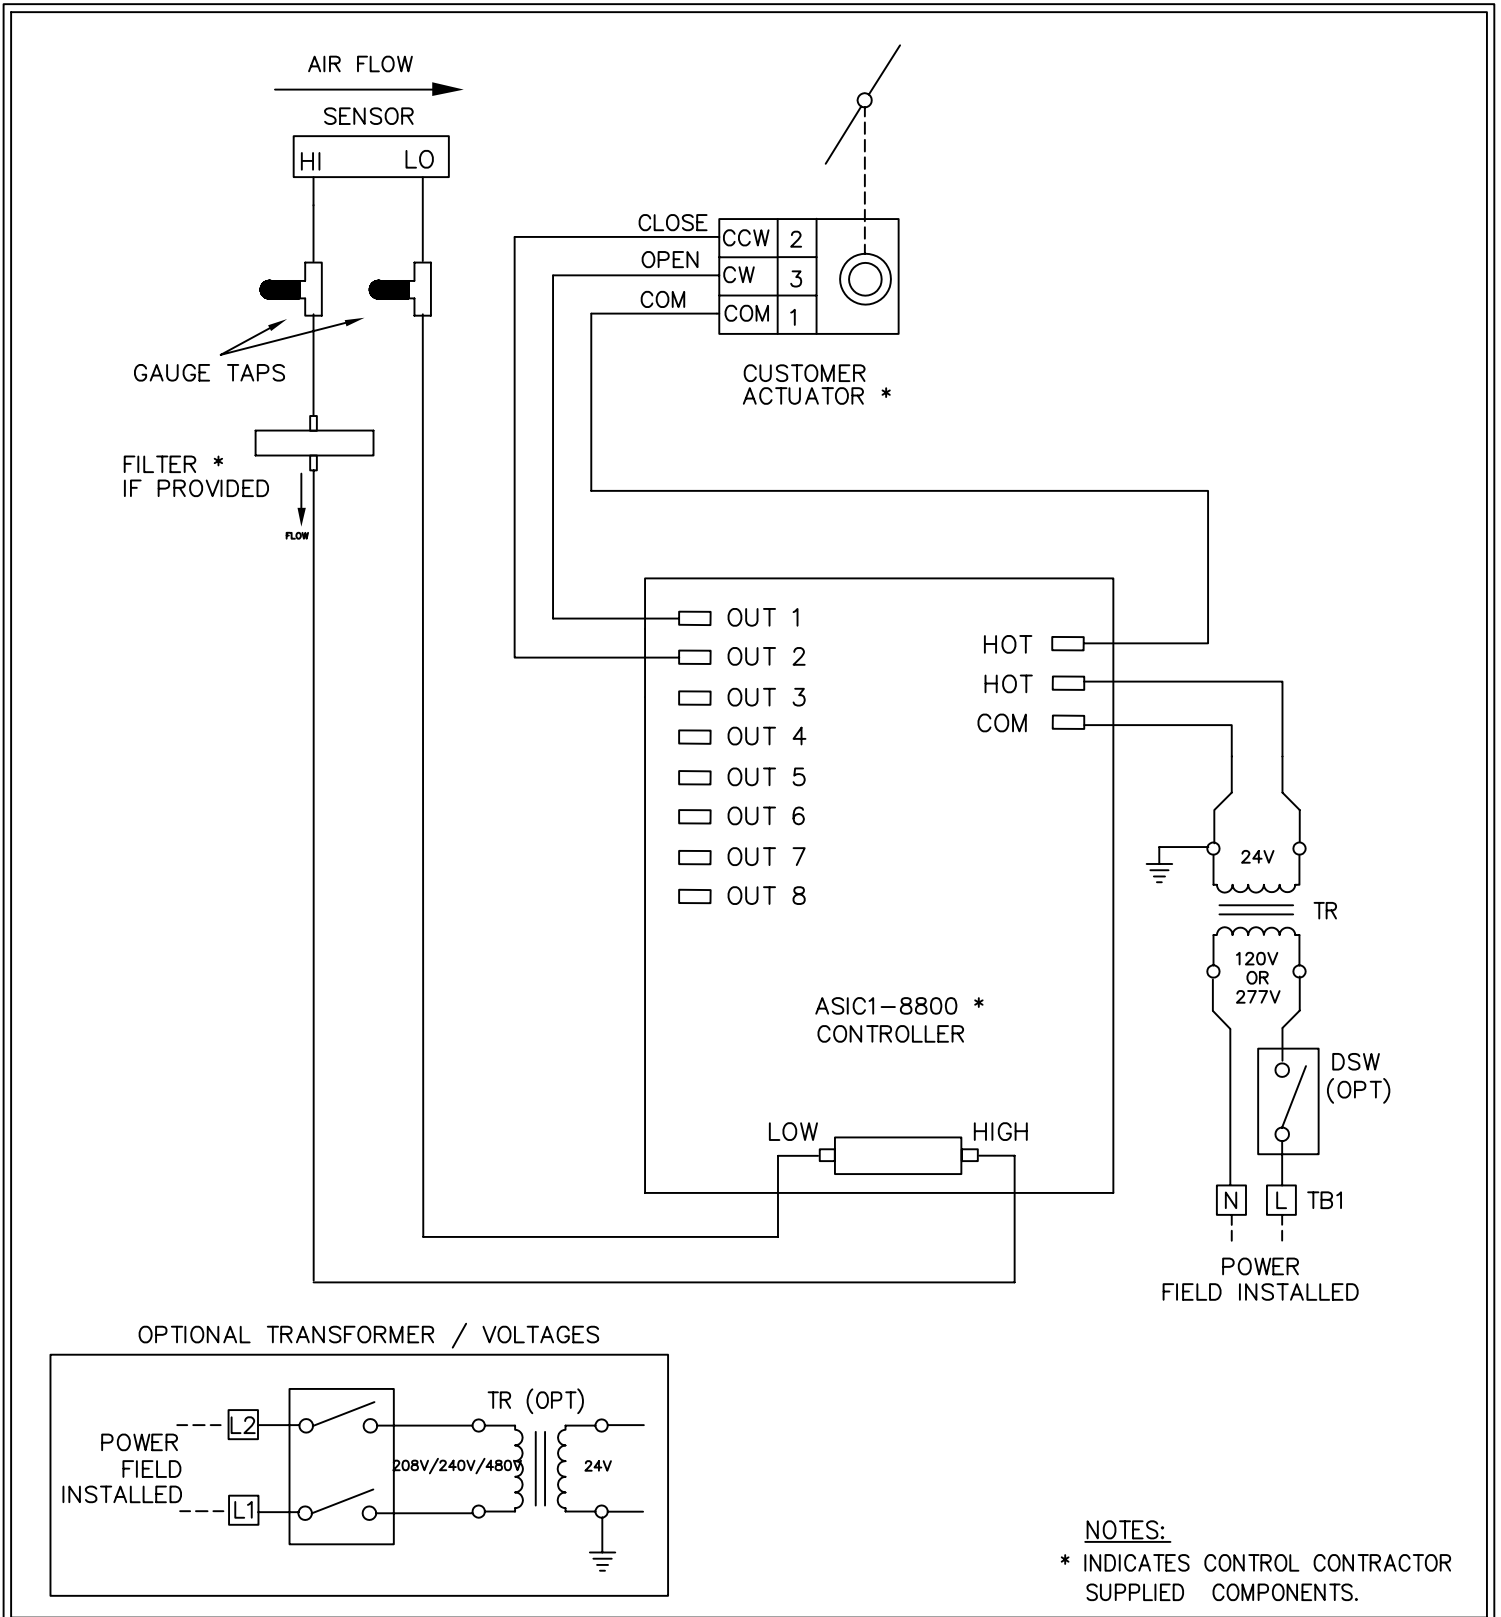 AIR FLOW
SENSOR
HI LO
GAUGE TAPS
FILTER *
IF PROVIDED
FLOW
CLOSE CCW 2
OPEN CW 3
COM COM 1
CUSTOMER
ACTUATOR *
OUT 1
OUT 2
OUT 3
OUT 4
OUT 5
OUT 6
OUT 7
OUT 8
HOT
HOT
COM
ASIC1-8800 *
CONTROLLER
LOW HIGH
24V
TR
120V
OR
277V
DSW
(OPT)
N L TB1
POWER
FIELD INSTALLED
OPTIONAL TRANSFORMER / VOLTAGES
POWER
FIELD
INSTALLED
L2
L1
TR (OPT)
208V/240V/480V 24V
NOTES:
* INDICATES CONTROL CONTRACTOR
SUPPLIED COMPONENTS.